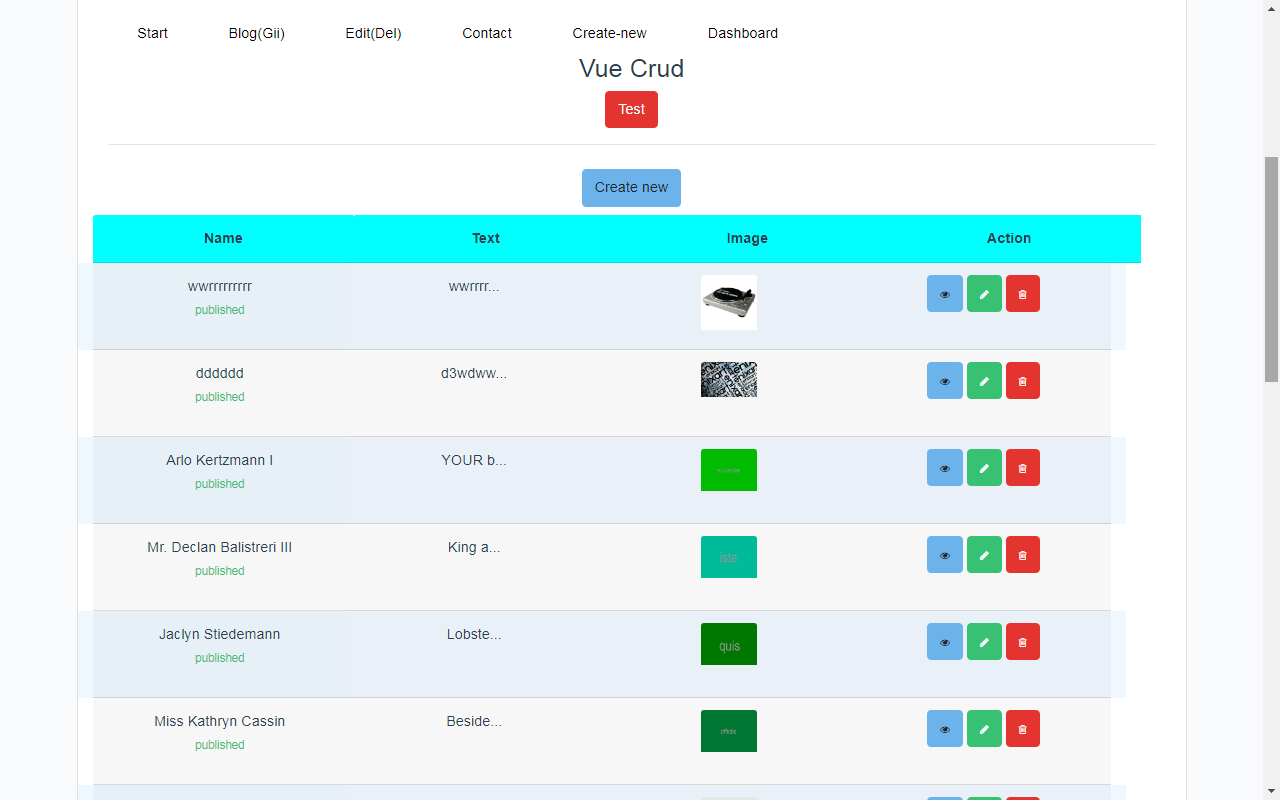 Start Blog(Gii) Edit(Del) Contact Create-new Dashboard
Vue Crud
Test
Create new
Name Text Image Action
wwrrrrrrrrr wwrrrr...
published
dddddd d3wdww...
published
Arlo Kertzmann I YOUR b...
published
Mr. Declan Balistreri III King a... iste
published
Jaclyn Stiedemann Lobste... quis
published
Miss Kathryn Cassin Beside... officiis
published